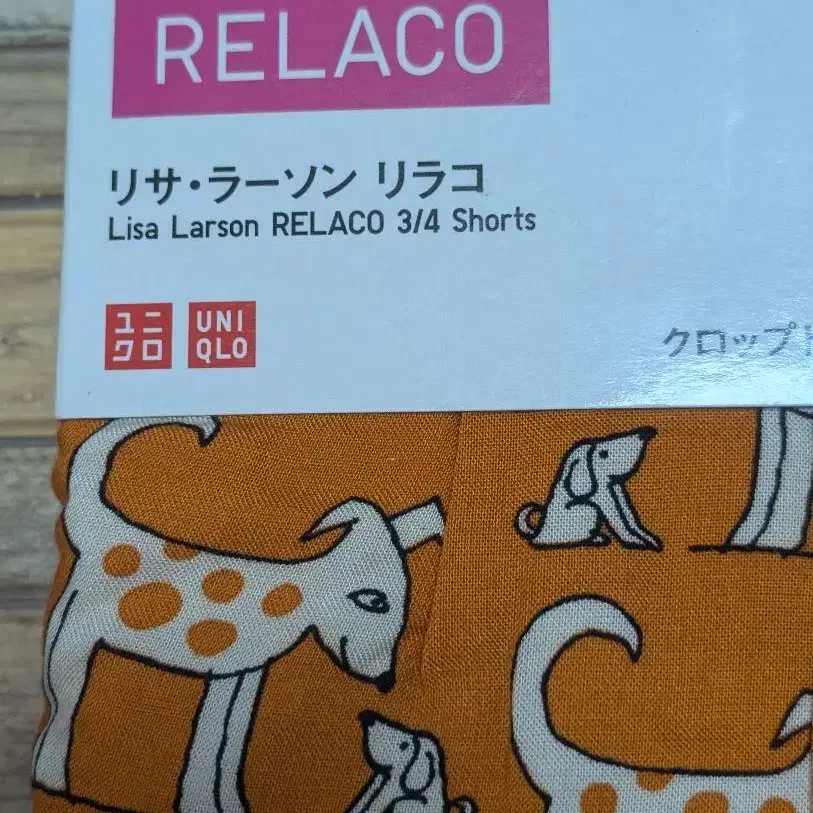 RELACO
リサ・ラーソン リラコ
Lisa Larson RELACO 3/4 Shorts
ユニ
クロ
UNI
QLO
クロップ